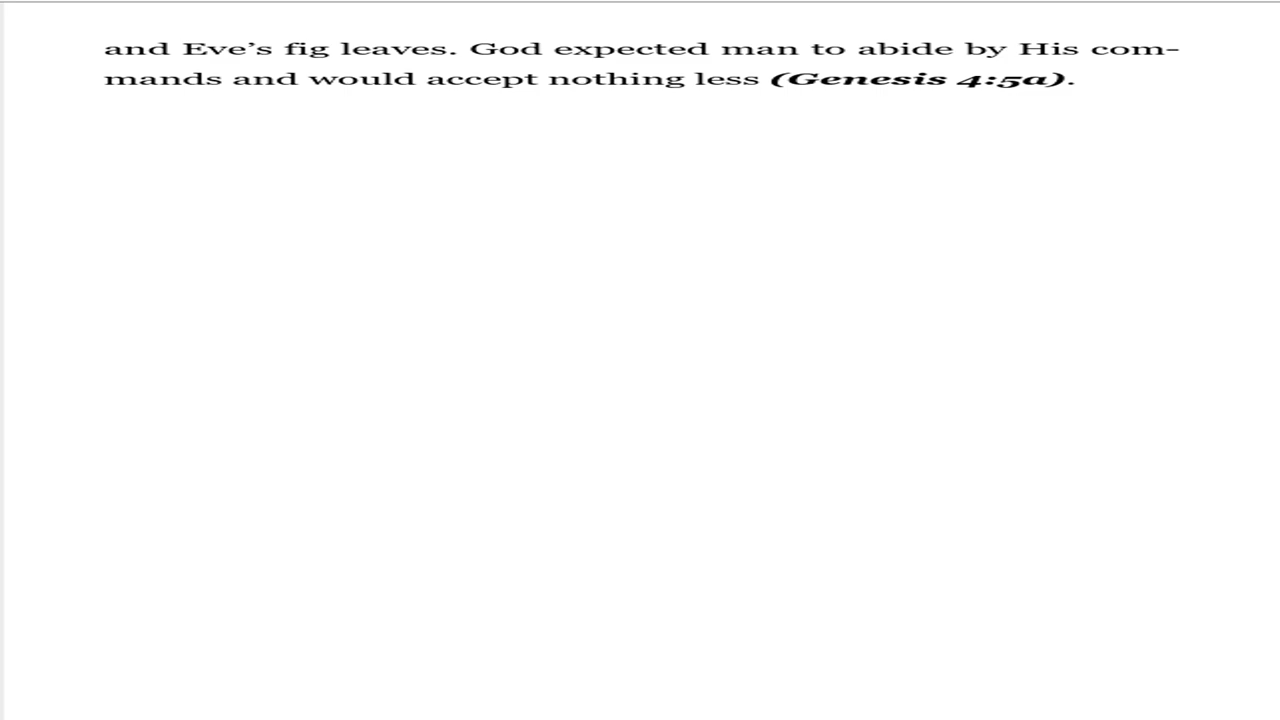 and Eve’s fig leaves. God expected man to abide by His com-
mands and would accept nothing less (Genesis 4:5a).